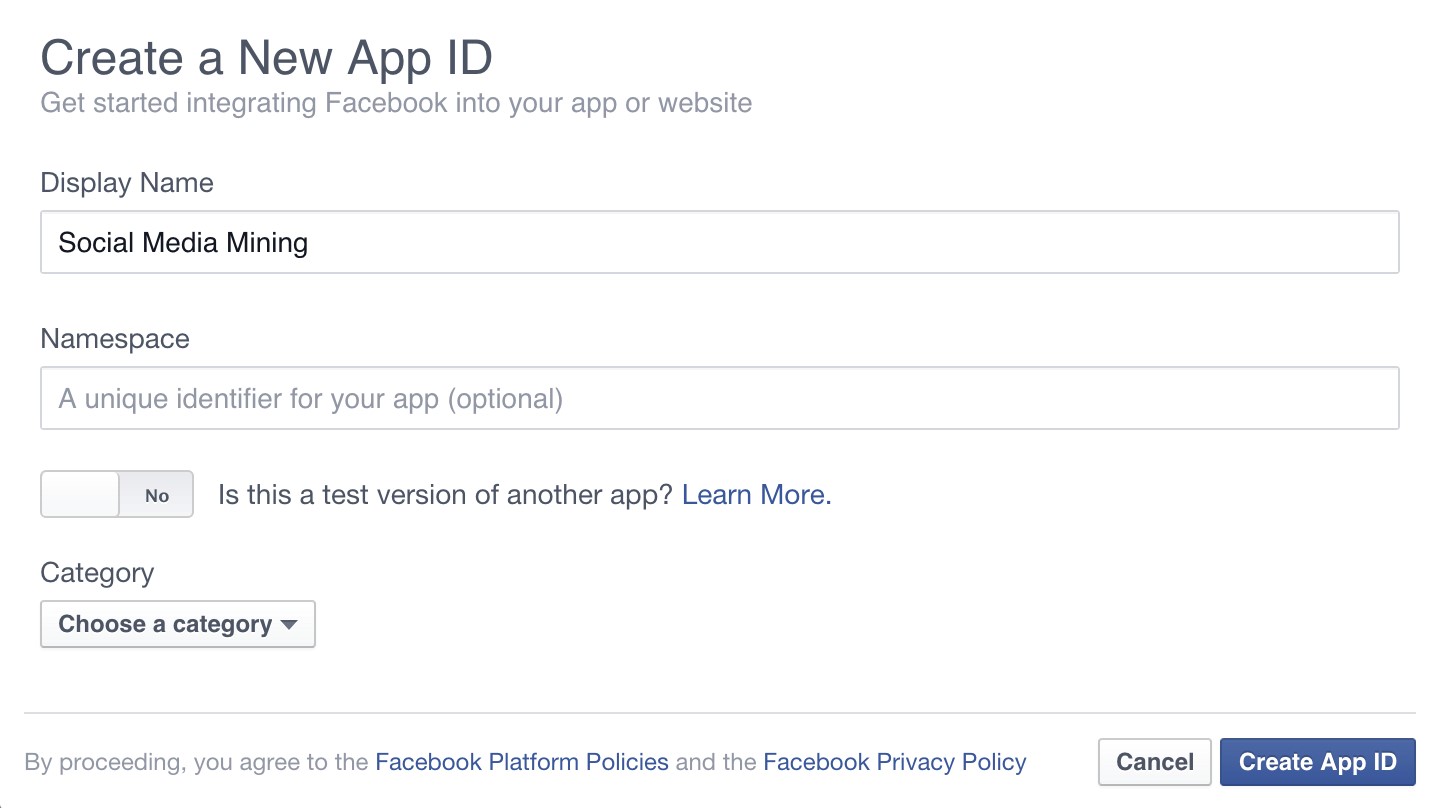 Create a New App ID
Get started integrating Facebook into your app or website
Display Name
Social Media Mining
Namespace
A unique identifier for your app (optional)
No Is this a test version of another app? Learn More.
Category
Choose a category
By proceeding, you agree to the Facebook Platform Policies and the Facebook Privacy Policy Cancel Create App ID